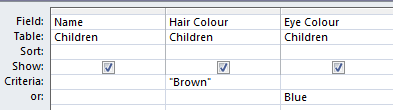 Field: Name Hair Colour Eye Colour
Table: Children Children Children
Sort:
Show:
Criteria: "Brown"
or: Blue